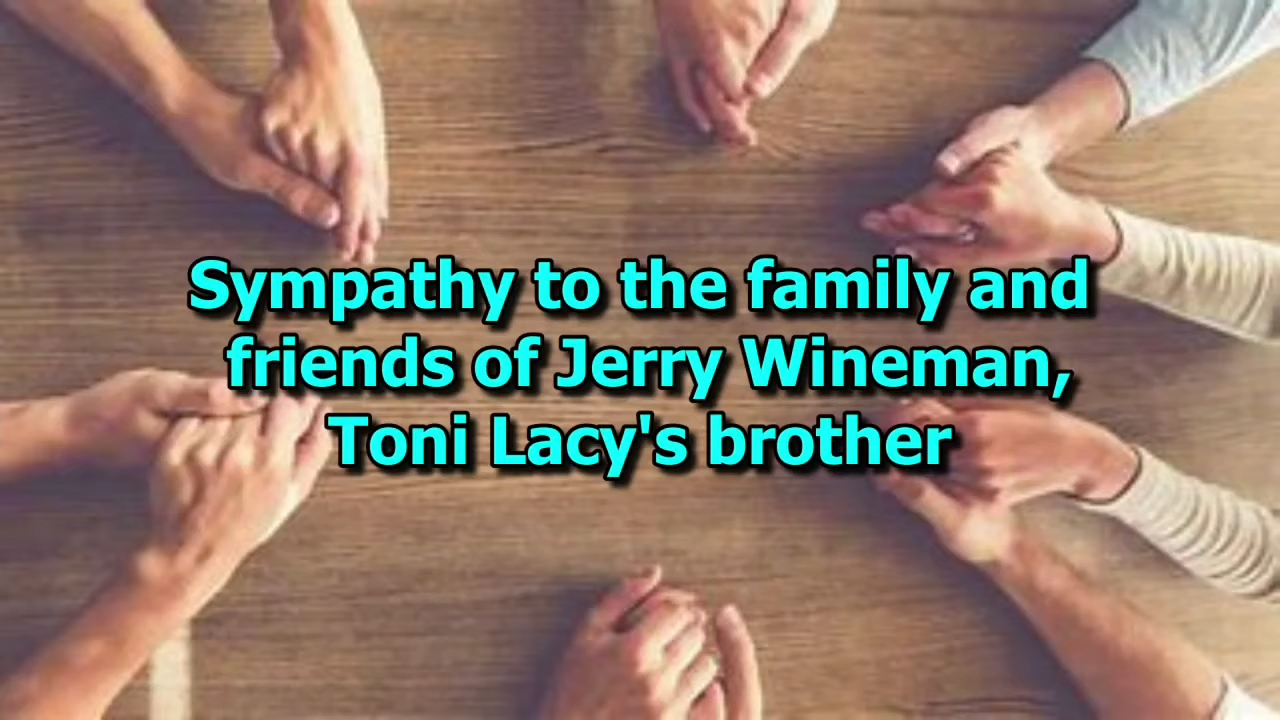 Sympathy to the family and
friends of Jerry Wineman,
Toni Lacy's brother